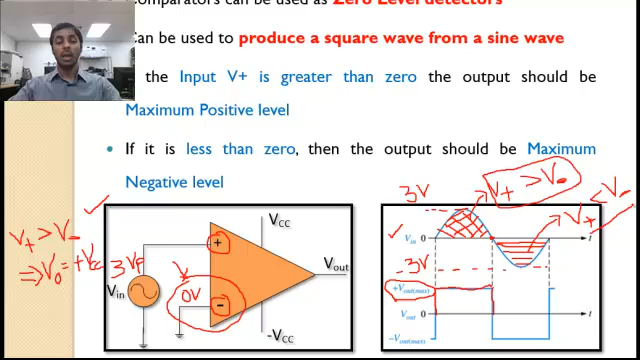 Comparators can be used as Zero Level detectors
Can be used to produce a square wave from a sine wave
the Input V+ is greater than zero the output should be
Maximum Positive level
If it is less than zero, then the output should be Maximum
Negative level
V+ > V-
⇒ V₀ = +Vcc
3 VP
Vin
+
-
V-
0V
VCC
-VCC
Vout
3V
V+ > V-
V+ < V-
Vin
0
t
-3V
+Vout(max)
Vout
0
t
-Vout(max)